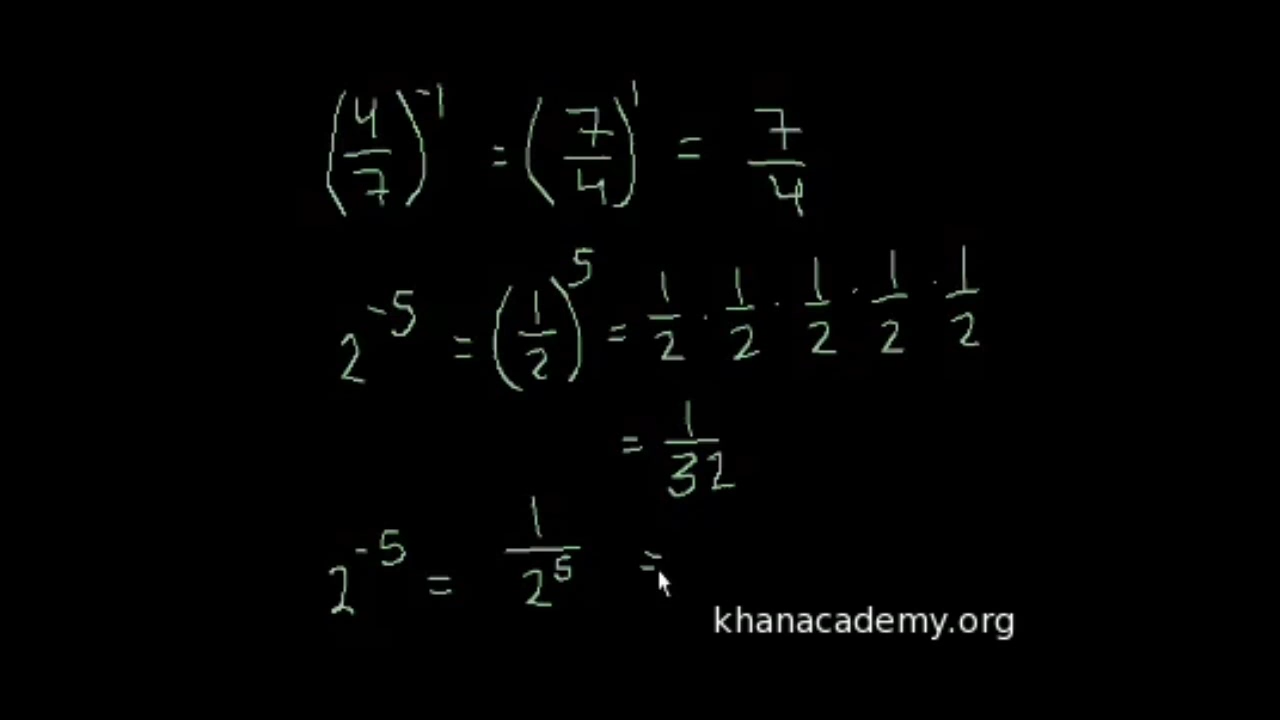 (4/7)^-1 = (7/4)^1 = 7/4
2^-5 = (1/2)^5 = 1/2 · 1/2 · 1/2 · 1/2 · 1/2
= 1/32
2^-5 = 1/2^5 =
khanacademy.org